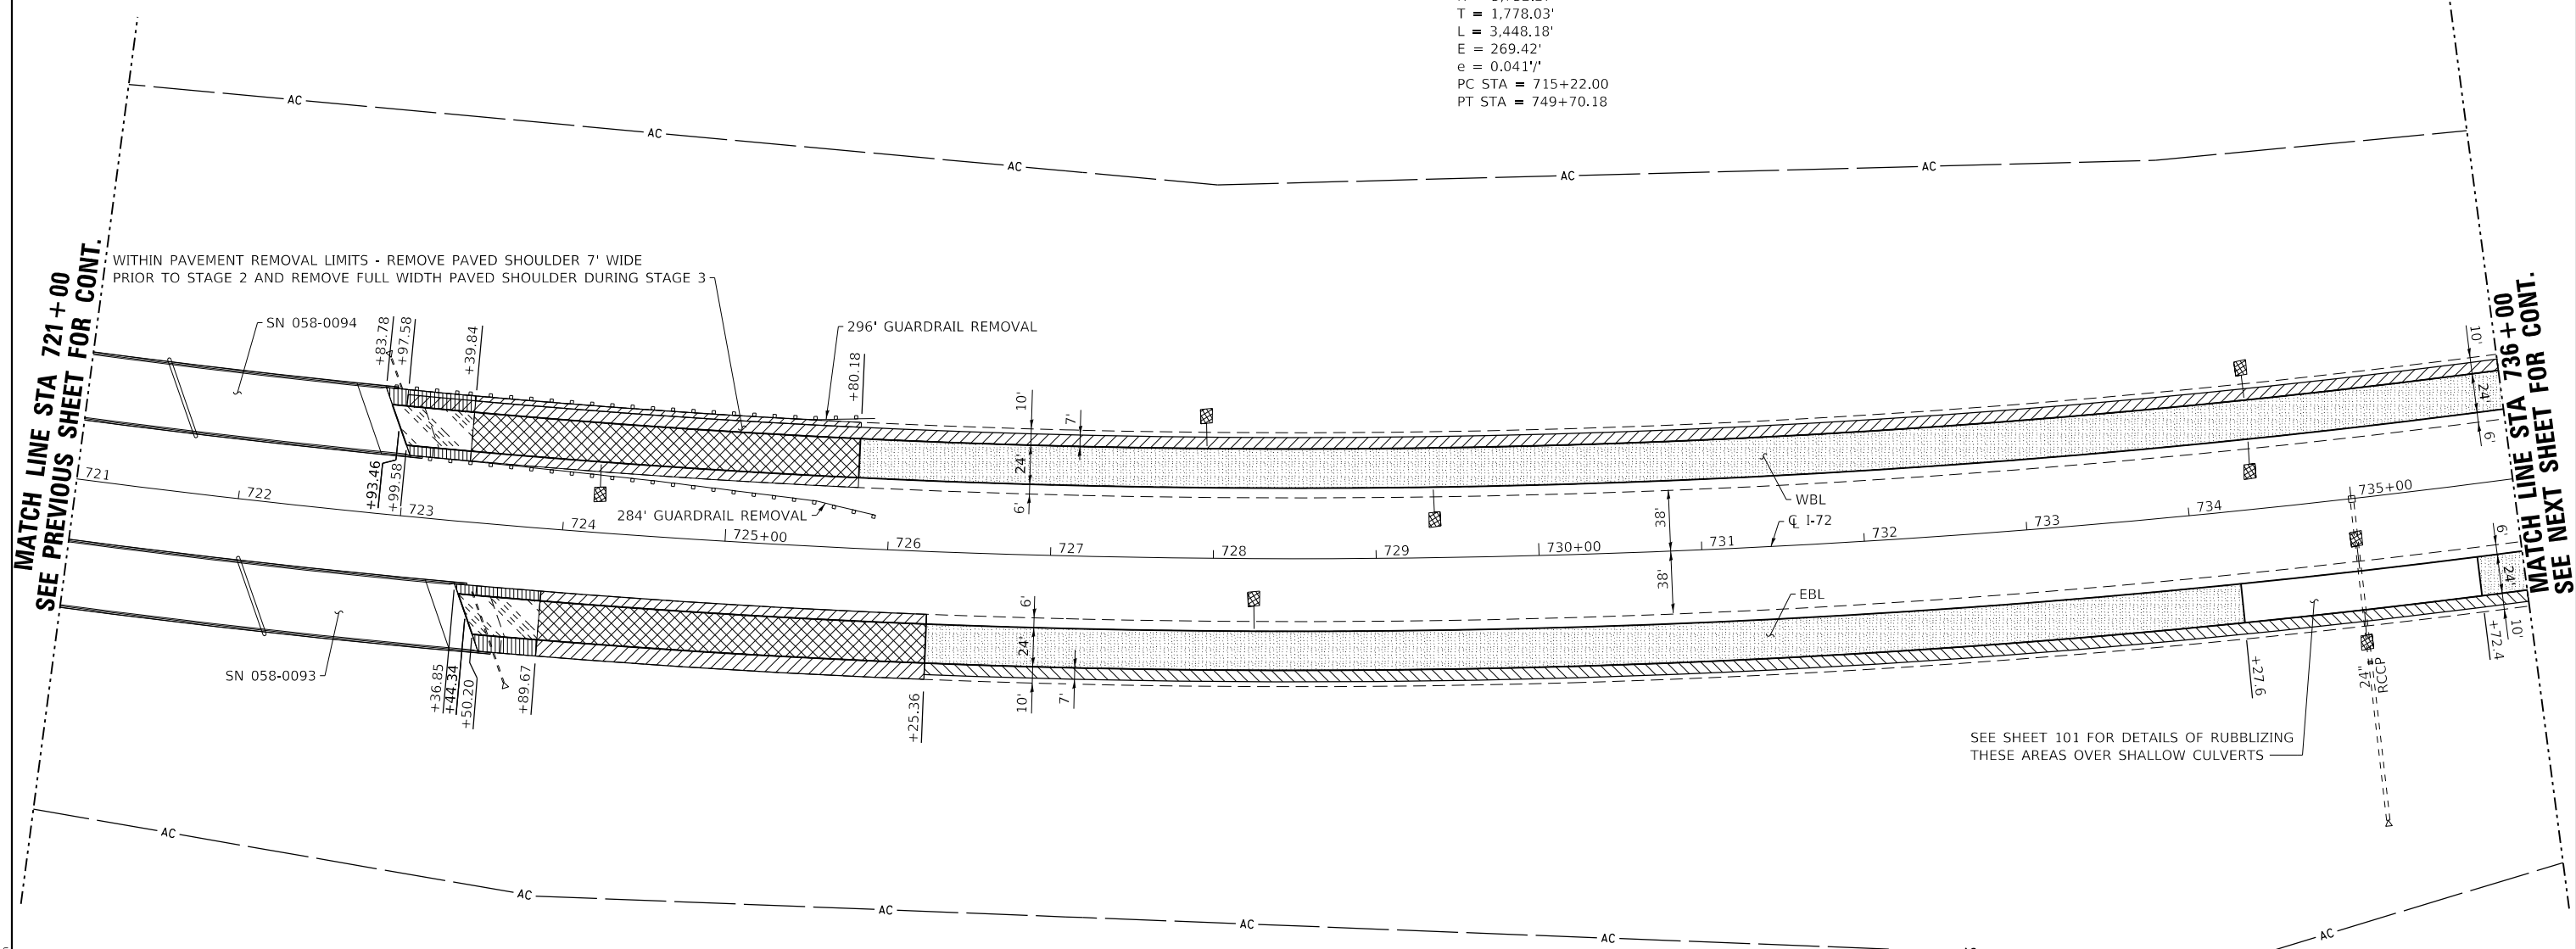 T = 1,778.03'
L = 3,448.18'
E = 269.42'
e = 0.041'/'
PC STA = 715+22.00
PT STA = 749+70.18
AC
AC
AC
AC
AC
MATCH LINE STA 721+00
SEE PREVIOUS SHEET FOR CONT.
WITHIN PAVEMENT REMOVAL LIMITS - REMOVE PAVED SHOULDER 7' WIDE
PRIOR TO STAGE 2 AND REMOVE FULL WIDTH PAVED SHOULDER DURING STAGE 3
SN 058-0094
+83.78
+97.58
+39.84
296' GUARDRAIL REMOVAL
+80.18
10'
7'
24'
6'
10'
24'
6'
MATCH LINE STA 736+00
SEE NEXT SHEET FOR CONT.
+93.46
+99.58
284' GUARDRAIL REMOVAL
WBL
℄ I-72
38'
38'
721
722
723
724
725+00
726
727
728
729
730+00
731
732
733
734
735+00
EBL
SN 058-0093
+36.85
+44.34
+50.20
+89.67
+25.36
6'
24'
10'
7'
6'
24'
10'
+27.6
24"
RCCP
+72.4
SEE SHEET 101 FOR DETAILS OF RUBBLIZING
THESE AREAS OVER SHALLOW CULVERTS
AC
AC
AC
AC
AC
AC